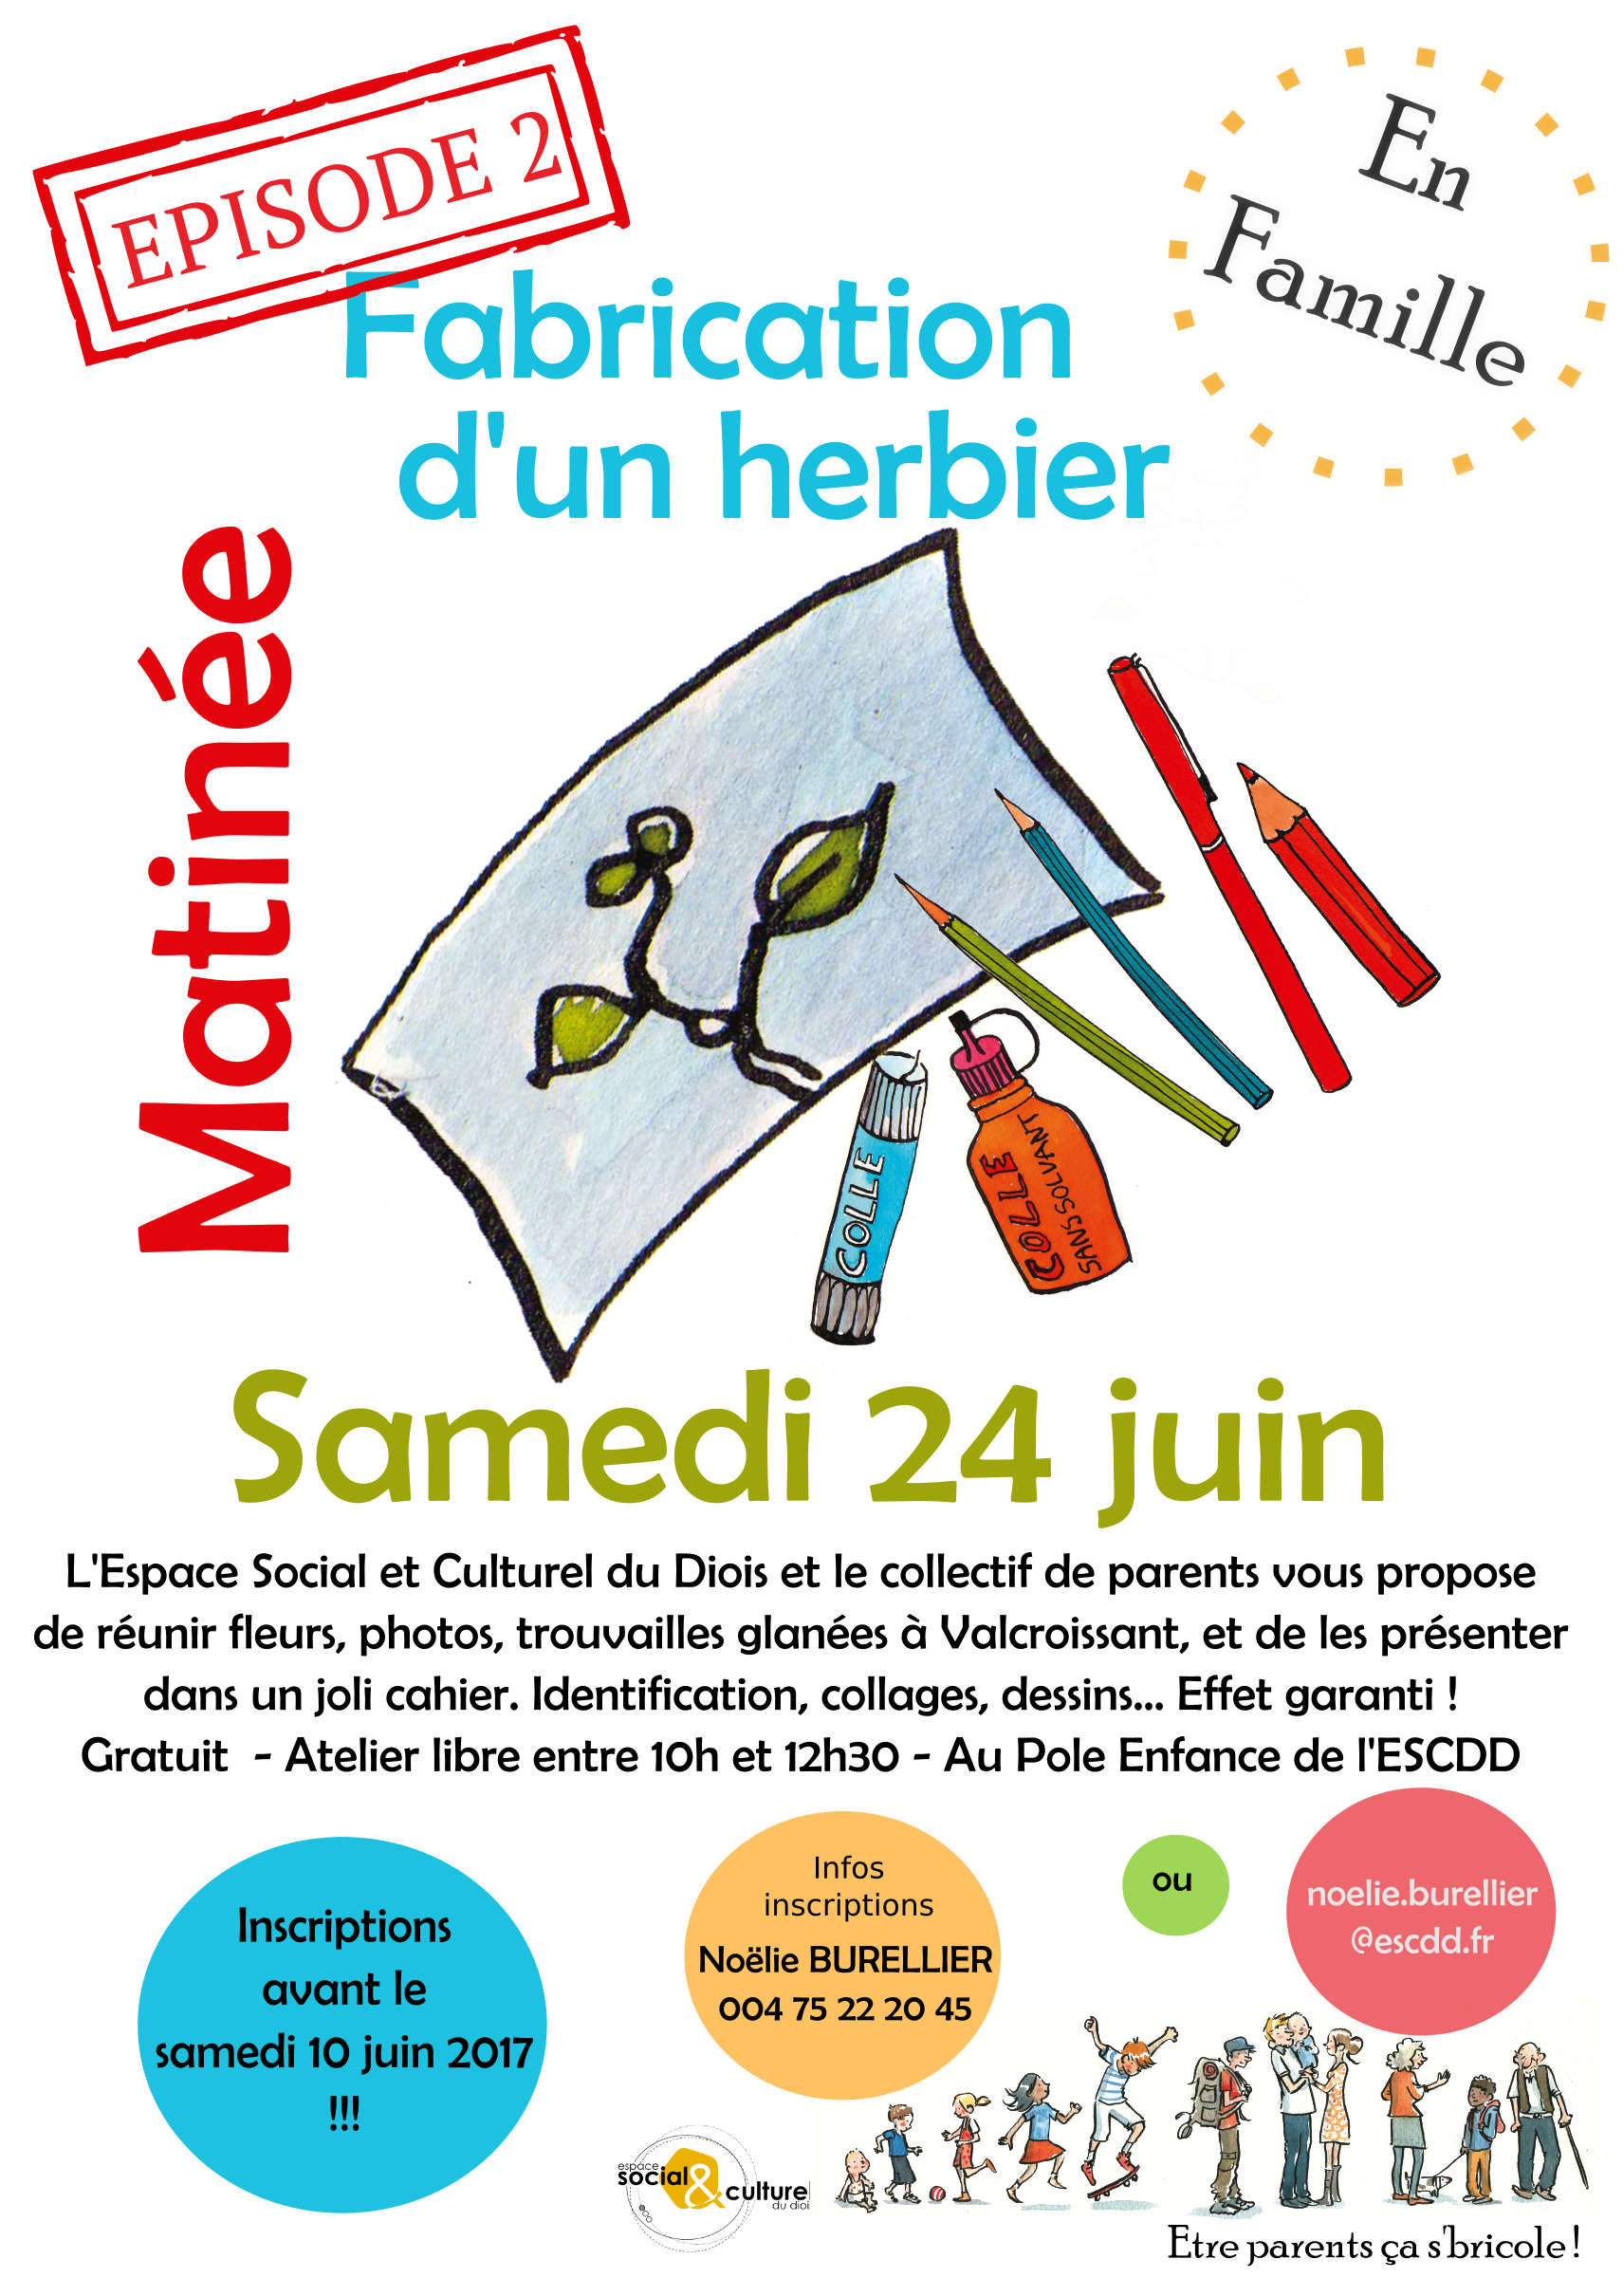 EPISODE 2
En
Famille
Fabrication
d'un herbier
Matinée
COLLE
COLLE
SANS SOLVANT
Samedi 24 juin
L'Espace Social et Culturel du Diois et le collectif de parents vous propose
de réunir fleurs, photos, trouvailles glanées à Valcroissant, et de les présenter
dans un joli cahier. Identification, collages, dessins... Effet garanti !
Gratuit - Atelier libre entre 10h et 12h30 - Au Pole Enfance de l'ESCDD
Inscriptions
avant le
samedi 10 juin 2017
!!!
Infos
inscriptions
Noëlie BURELLIER
004 75 22 20 45
ou
noelie.burellier
@escdd.fr
espace
social & culture
du dioi
Etre parents ça s'bricole !